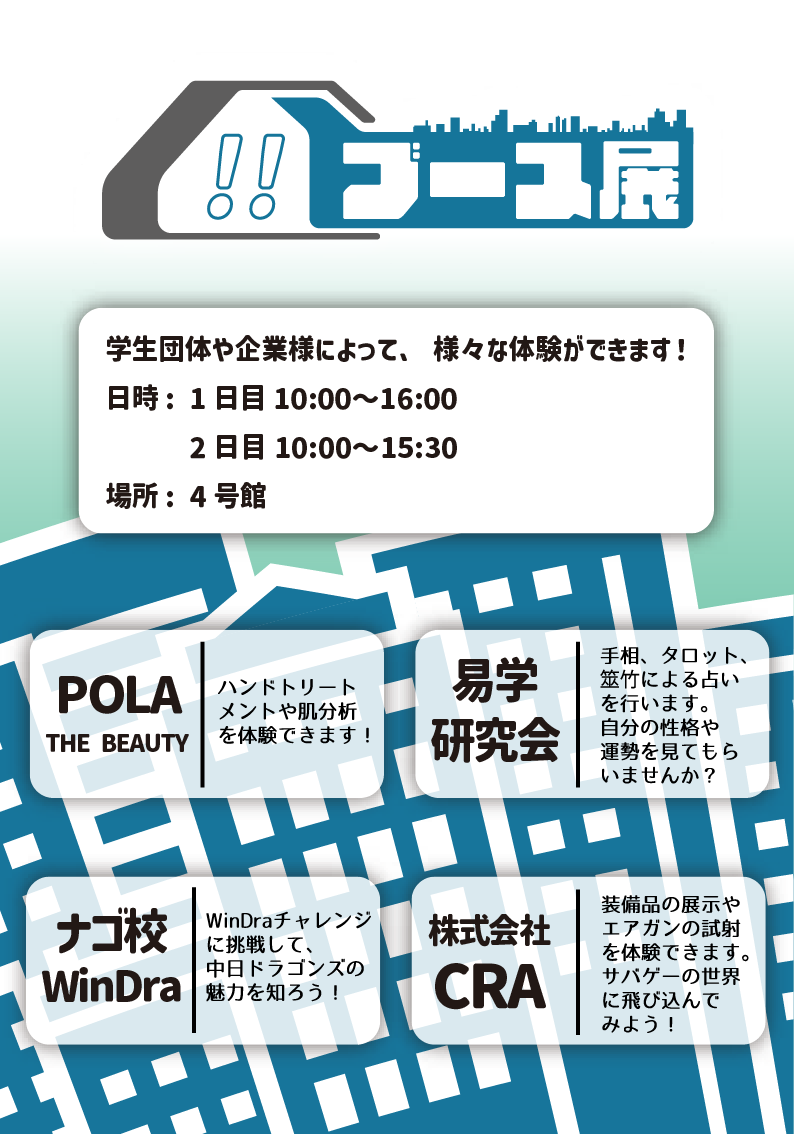 !!ブース展
学生団体や企業様によって、様々な体験ができます！
日時：1日目 10:00～16:00
2日目 10:00～15:30
場所：4号館
POLA
THE BEAUTY
ハンドトリート
メントや肌分析
を体験できます！
易学
研究会
手相、タロット、
筮竹による占い
を行います。
自分の性格や
運勢を見てもら
いませんか？
ナゴ校
WinDra
WinDraチャレンジ
に挑戦して、
中日ドラゴンズの
魅力を知ろう！
株式会社
CRA
装備品の展示や
エアガンの試射
を体験できます。
サバゲーの世界
に飛び込んで
みよう！